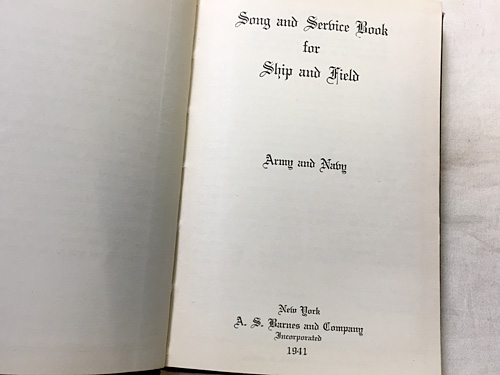 Song and Service Book
for
Ship and Field
Army and Navy
New York
A. S. Barnes and Company
Incorporated
1941